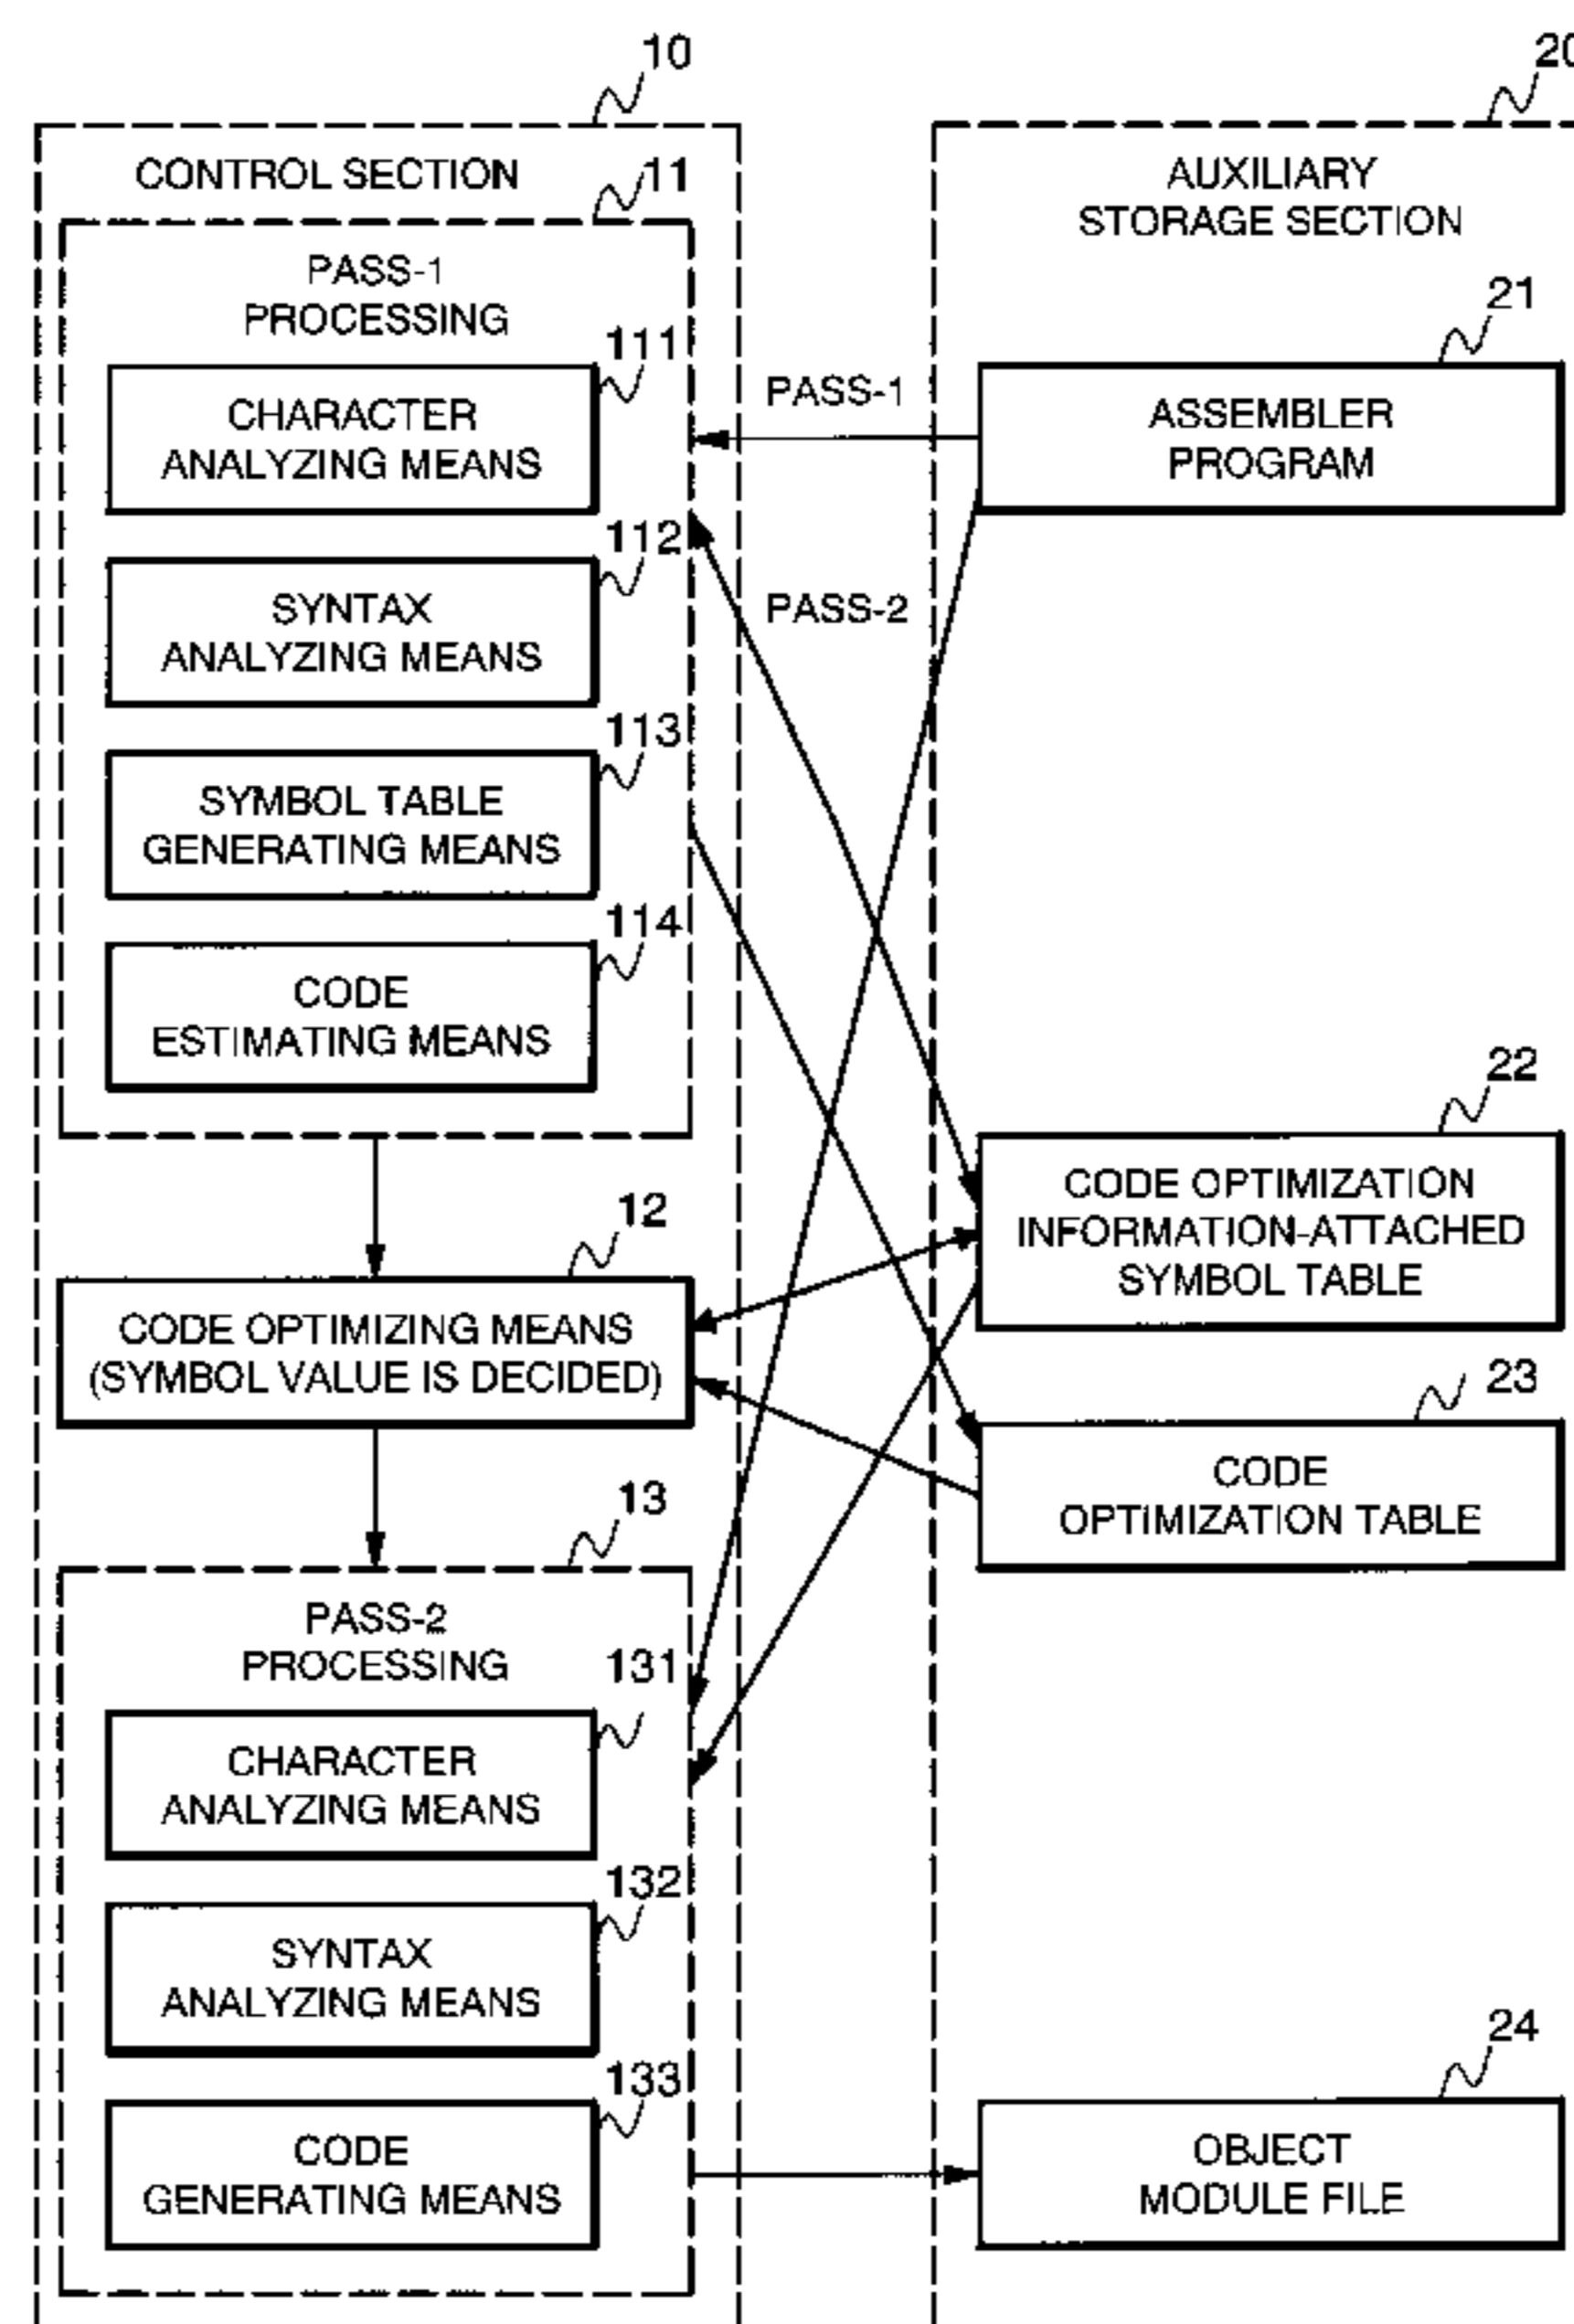 10
CONTROL SECTION
11
PASS-1
PROCESSING
111
CHARACTER
ANALYZING MEANS
112
SYNTAX
ANALYZING MEANS
113
SYMBOL TABLE
GENERATING MEANS
114
CODE
ESTIMATING MEANS
12
CODE OPTIMIZING MEANS
(SYMBOL VALUE IS DECIDED)
13
PASS-2
PROCESSING
131
CHARACTER
ANALYZING MEANS
132
SYNTAX
ANALYZING MEANS
133
CODE
GENERATING MEANS
PASS-1
PASS-2
20
AUXILIARY
STORAGE SECTION
21
ASSEMBLER
PROGRAM
22
CODE OPTIMIZATION
INFORMATION-ATTACHED
SYMBOL TABLE
23
CODE
OPTIMIZATION TABLE
24
OBJECT
MODULE FILE